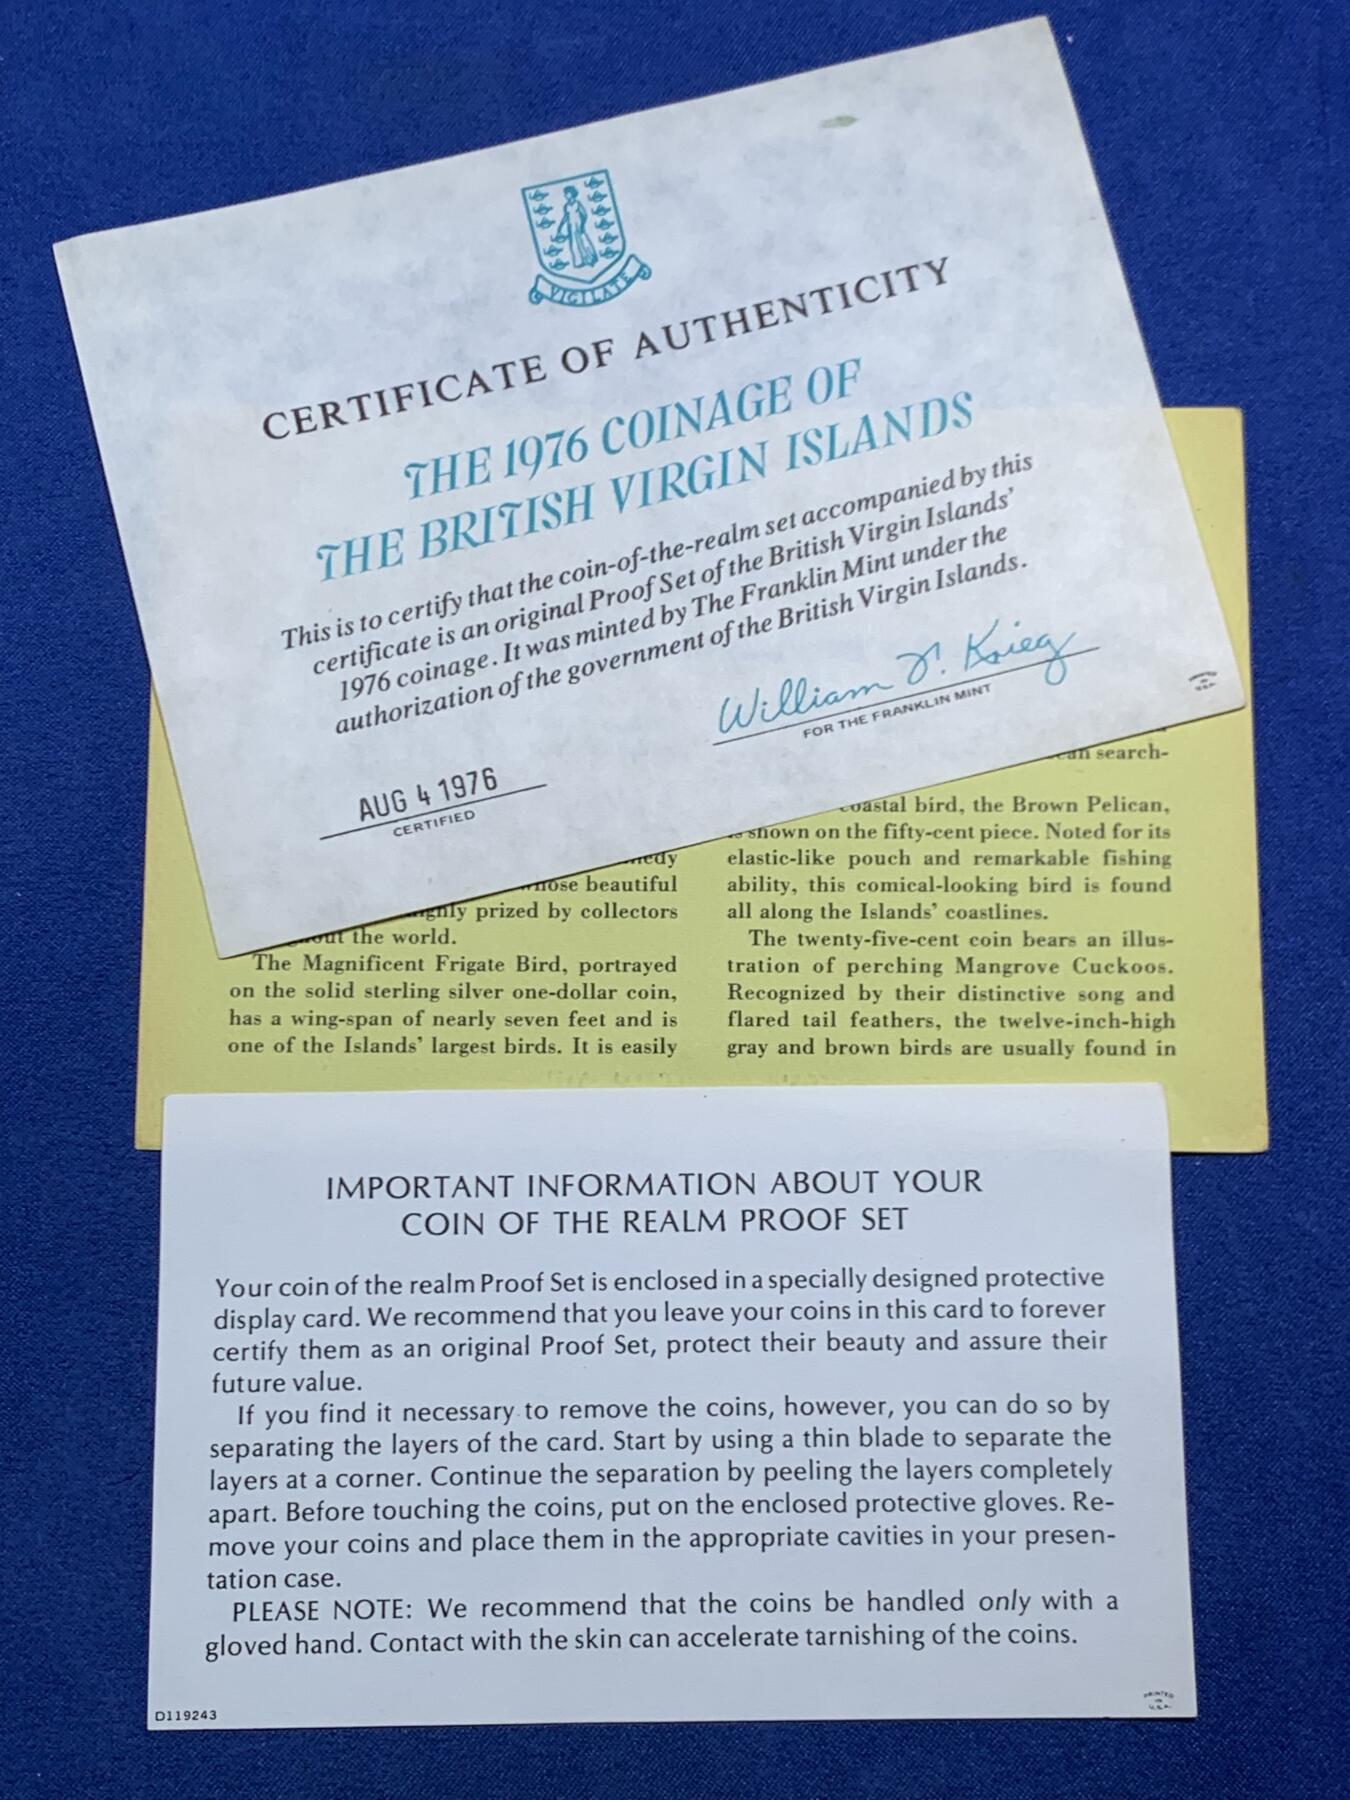 VIGILATE
CERTIFICATE OF AUTHENTICITY
THE 1976 COINAGE OF
THE BRITISH VIRGIN ISLANDS
This is to certify that the coin-of-the-realm set accompanied by this
certificate is an original Proof Set of the British Virgin Islands'
1976 coinage. It was minted by The Franklin Mint under the
authorization of the government of the British Virgin Islands.
William T. Krieg
FOR THE FRANKLIN MINT
PRINTED
IN
U.S.A.
AUG 4 1976
CERTIFIED
beautiful
prized by collectors
the world.
The Magnificent Frigate Bird, portrayed
on the solid sterling silver one-dollar coin,
has a wing-span of nearly seven feet and is
one of the Islands' largest birds. It is easily
search-
bird, the Brown Pelican,
shown on the fifty-cent piece. Noted for its
elastic-like pouch and remarkable fishing
ability, this comical-looking bird is found
all along the Islands' coastlines.
The twenty-five-cent coin bears an illus-
tration of perching Mangrove Cuckoos.
Recognized by their distinctive song and
flared tail feathers, the twelve-inch-high
gray and brown birds are usually found in
IMPORTANT INFORMATION ABOUT YOUR
COIN OF THE REALM PROOF SET
Your coin of the realm Proof Set is enclosed in a specially designed protective
display card. We recommend that you leave your coins in this card to forever
certify them as an original Proof Set, protect their beauty and assure their
future value.
If you find it necessary to remove the coins, however, you can do so by
separating the layers of the card. Start by using a thin blade to separate the
layers at a corner. Continue the separation by peeling the layers completely
apart. Before touching the coins, put on the enclosed protective gloves. Re-
move your coins and place them in the appropriate cavities in your presen-
tation case.
PLEASE NOTE: We recommend that the coins be handled only with a
gloved hand. Contact with the skin can accelerate tarnishing of the coins.
D119243
PRINTED
IN
U.S.A.